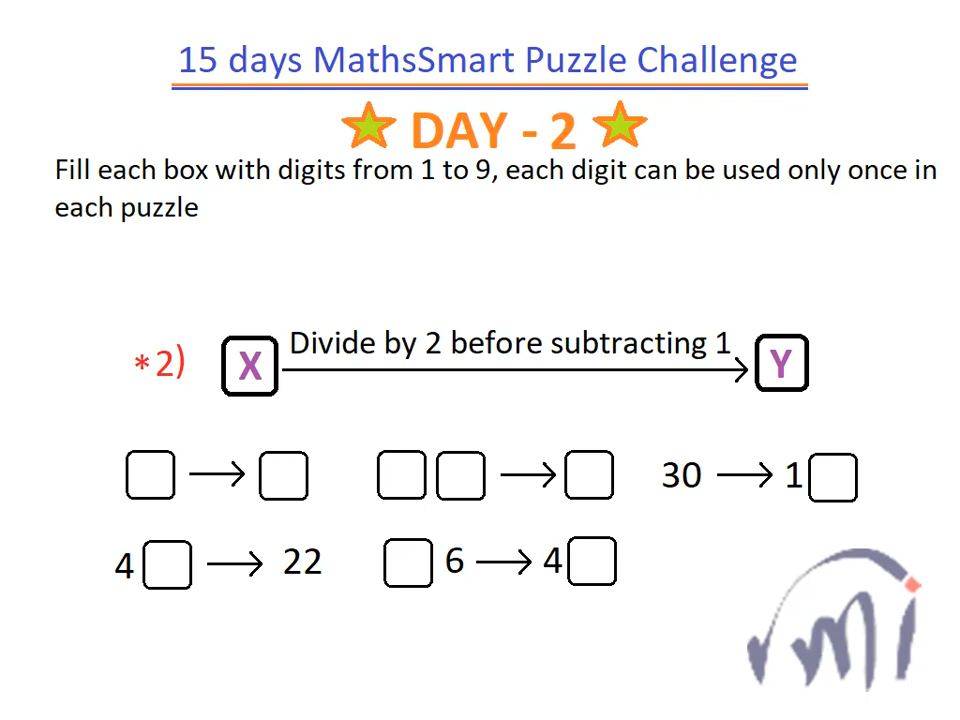 15 days MathsSmart Puzzle Challenge
DAY - 2
Fill each box with digits from 1 to 9, each digit can be used only once in
each puzzle
*2) X Divide by 2 before subtracting 1 Y
30 1
4 22 6 4
mi